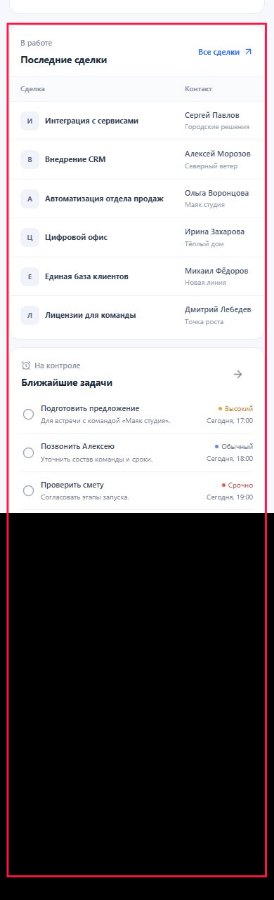 В работе
Последние сделки
Все сделки
Сделка Контакт
И Интеграция с сервисами Сергей Павлов
Городские решения
В Внедрение CRM Алексей Морозов
Северный ветер
А Автоматизация отдела продаж Ольга Воронцова
Маяк студия
Ц Цифровой офис Ирина Захарова
Тёплый дом
Е Единая база клиентов Михаил Фёдоров
Новая линия
Л Лицензии для команды Дмитрий Лебедев
Точка роста
На контроле
Ближайшие задачи
Подготовить предложение Высокий
Для встречи с командой «Маяк студия». Сегодня, 17:00
Позвонить Алексею Обычный
Уточнить состав команды и сроки. Сегодня, 18:00
Проверить смету Срочно
Согласовать этапы запуска. Сегодня, 19:00